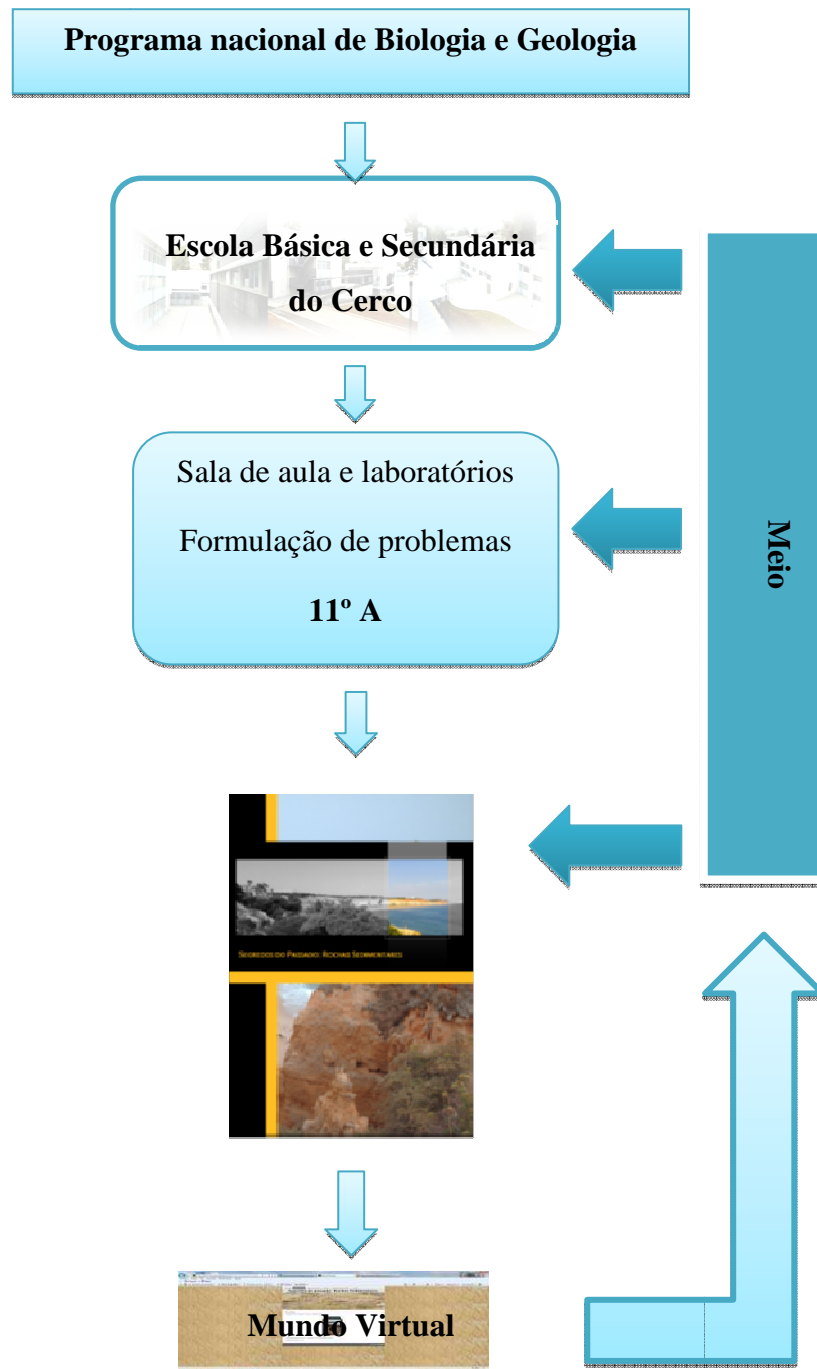 Programa nacional de Biologia e Geologia
Escola Básica e Secundária
do Cerco
Sala de aula e laboratórios
Formulação de problemas
11º A
Meio
SEGREDOS DO PASSADO: ROCHAS SEDIMENTARES
Mundo Virtual